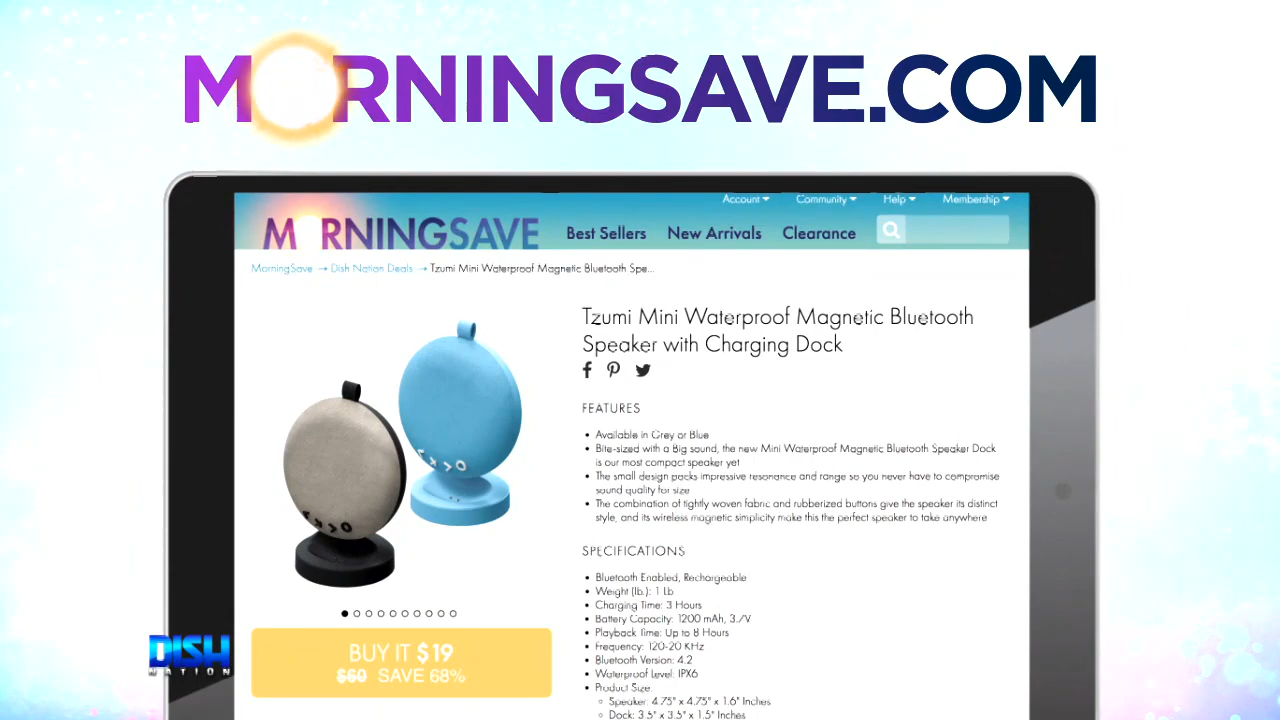 MORNINGSAVE.COM
Account Community Help Membership
MORNINGSAVE Best Sellers New Arrivals Clearance
MorningSave → Dish Nation Deals → Tzumi Mini Waterproof Magnetic Bluetooth Spe...
Tzumi Mini Waterproof Magnetic Bluetooth
Speaker with Charging Dock
FEATURES
• Available in Grey or Blue
• Bite-sized with a Big sound, the new Mini Waterproof Magnetic Bluetooth Speaker Dock
is our most compact speaker yet
• The small design packs impressive resonance and range so you never have to compromise
sound quality for size
• The combination of tightly woven fabric and rubberized buttons give the speaker its distinct
style, and its wireless magnetic simplicity make this the perfect speaker to take anywhere
SPECIFICATIONS
• Bluetooth Enabled, Rechargeable
• Weight (lb.): 1 Lb
• Charging Time: 3 Hours
• Battery Capacity: 1200 mAh, 3.7V
• Playback Time: Up to 8 Hours
• Frequency: 120-20 KHz
• Bluetooth Version: 4.2
• Waterproof Level: IPX6
• Product Size:
◦ Speaker: 4.75" x 4.75" x 1.6" Inches
◦ Dock: 3.5" x 3.5" x 1.5" Inches
BUY IT $19
$60 SAVE 68%
DISH
NATION